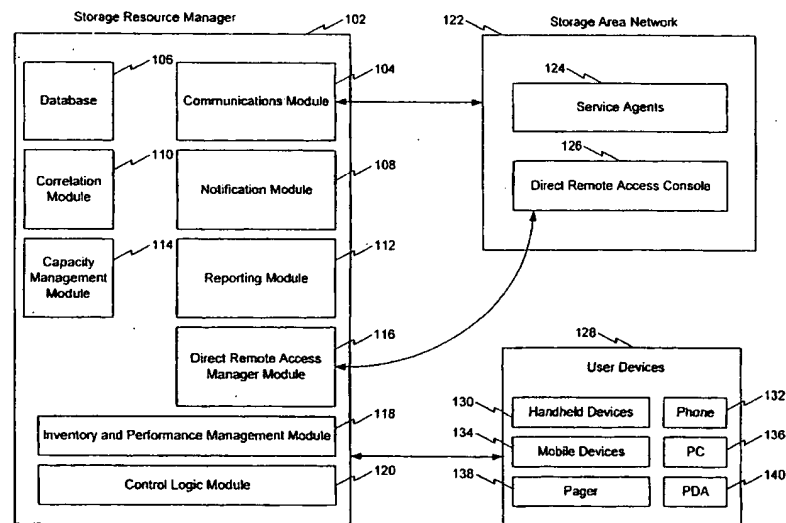 Storage Resource Manager
102
106
Database
104
Communications Module
110
Correlation
Module
108
Notification Module
114
Capacity
Management
Module
112
Reporting Module
116
Direct Remote Access
Manager Module
118
Inventory and Performance Management Module
120
Control Logic Module
122
Storage Area Network
124
Service Agents
126
Direct Remote Access Console
128
User Devices
130
Handheld Devices
Phone
132
134
Mobile Devices
PC
136
138
Pager
PDA
140